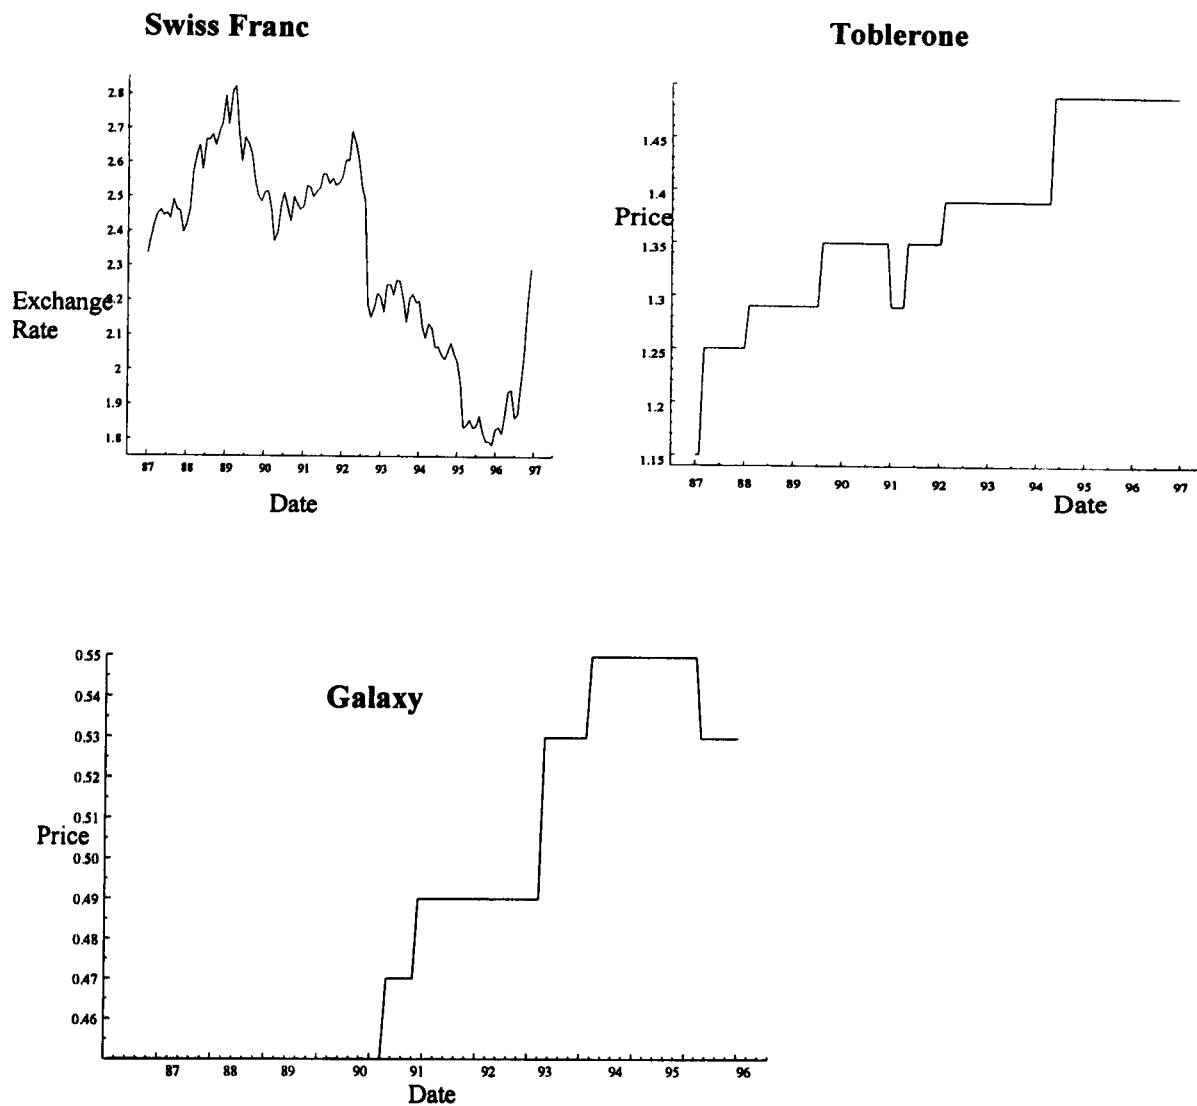 Swiss Franc
2.8
2.7
2.6
2.5
2.4
2.3
2.2
2.1
2
1.9
1.8
Exchange
Rate
87 88 89 90 91 92 93 94 95 96 97
Date
Toblerone
1.45
1.4
Price
1.35
1.3
1.25
1.2
1.15
87 88 89 90 91 92 93 94 95 96 97
Date
Galaxy
0.55
0.54
0.53
0.52
0.51
Price
0.50
0.49
0.48
0.47
0.46
87 88 89 90 91 92 93 94 95 96
Date